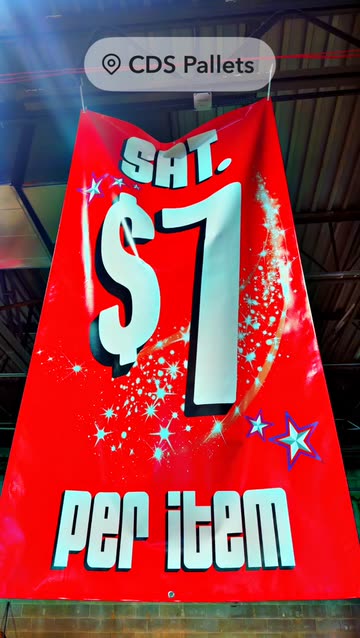 CDS Pallets
SAT.
$7
per item